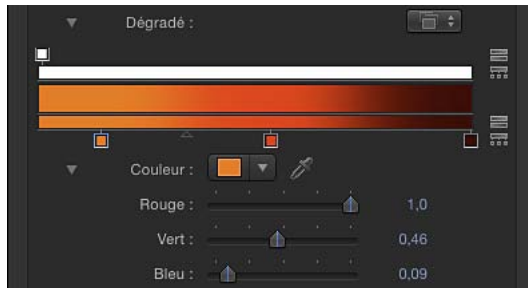 Dégradé :
Couleur :
Rouge : 1,0
Vert : 0,46
Bleu : 0,09